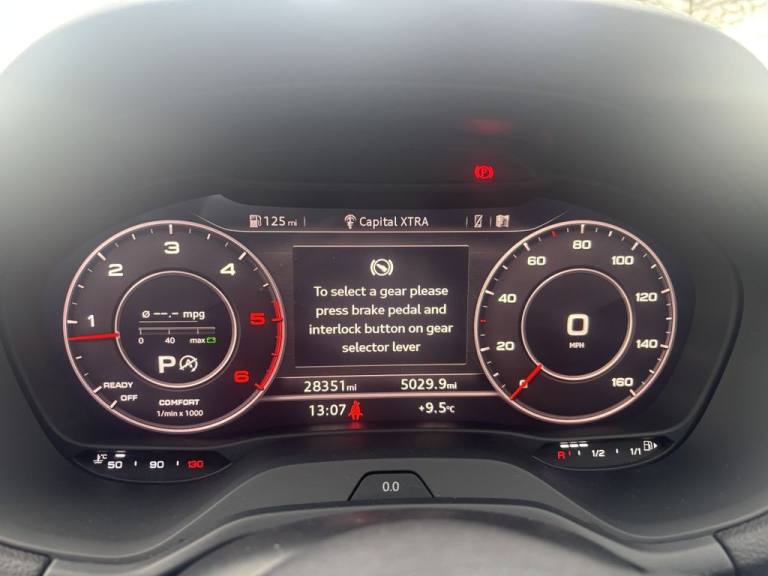 (P)
125 mi
Capital XTRA
1 2 3 4 5 6
Ø --.- mpg
0 40 max
P
READY
OFF
COMFORT
1/min x 1000
To select a gear please
press brake pedal and
interlock button on gear
selector lever
28351mi 5029.9mi
13:07 +9.5°C
0 20 40 60 80 100 120 140 160
0
MPH
°C 50 90 130
R 1/2 1/1
0.0